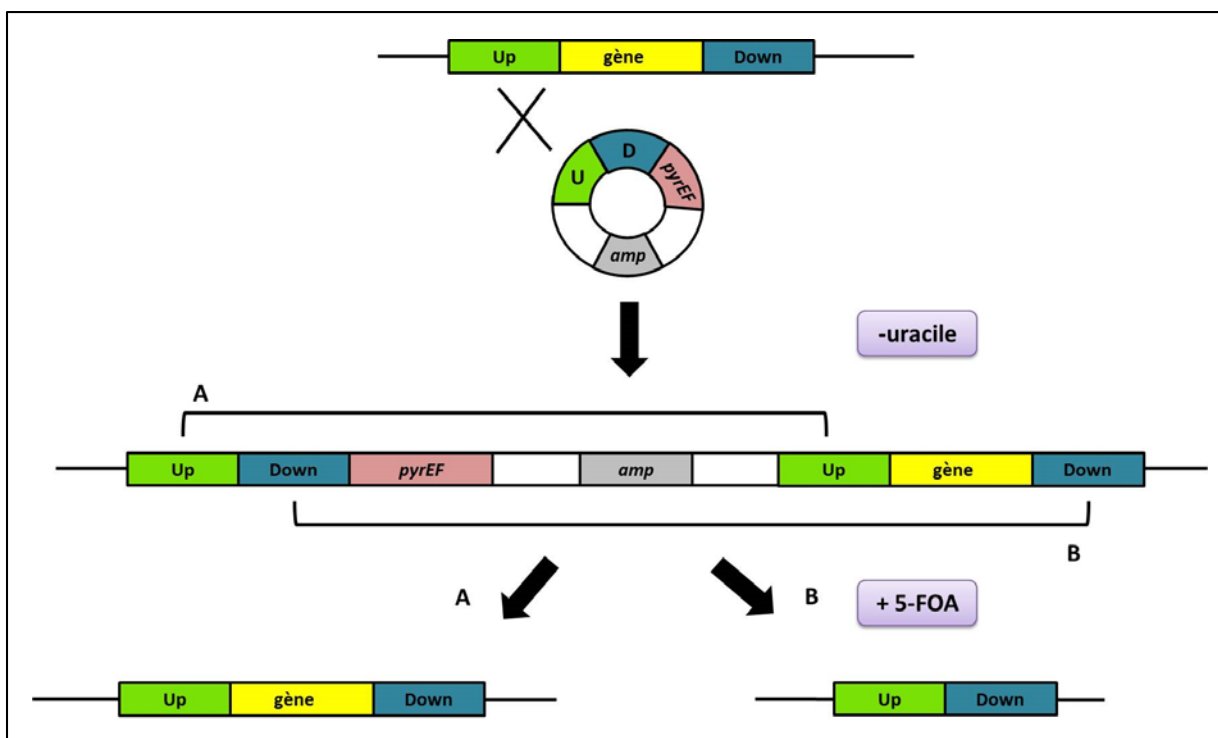 Up gène Down
U D pyrEF
amp
-uracile
A
Up Down pyrEF amp Up gène Down
B
A B + 5-FOA
Up gène Down Up Down